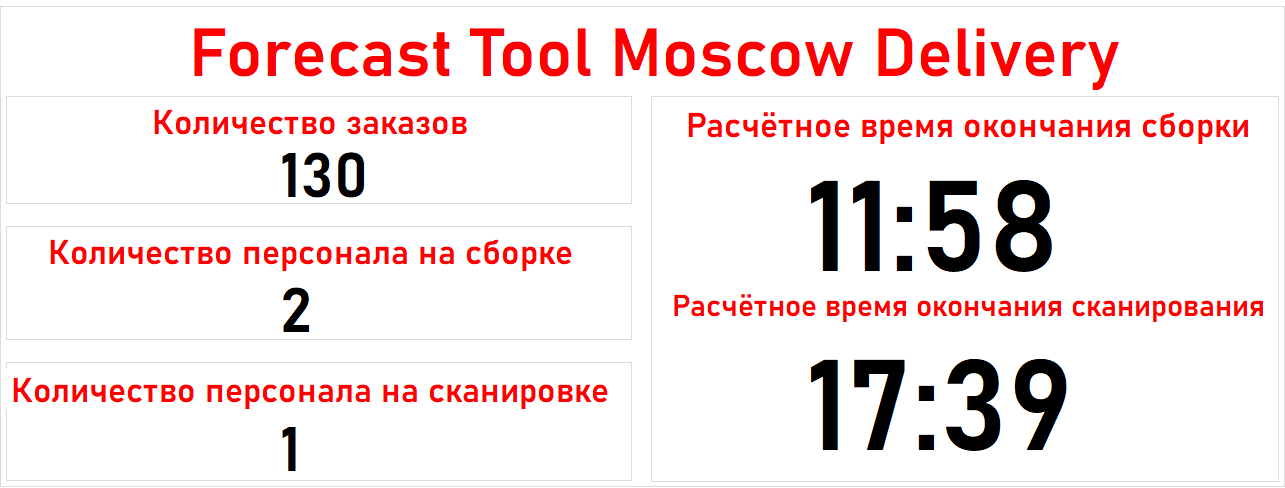 Forecast Tool Moscow Delivery
Количество заказов
130
Количество персонала на сборке
2
Количество персонала на сканировке
1
Расчётное время окончания сборки
11:58
Расчётное время окончания сканирования
17:39